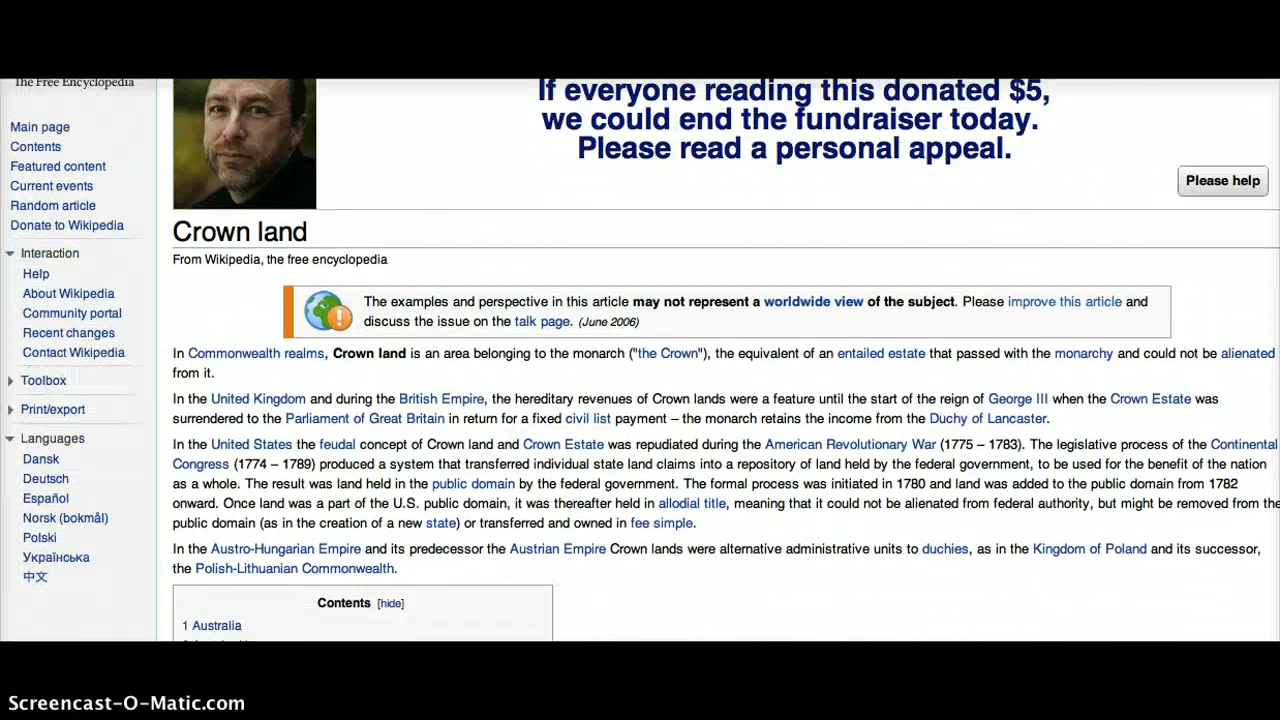 The Free Encyclopedia
Main page
Contents
Featured content
Current events
Random article
Donate to Wikipedia
Interaction
Help
About Wikipedia
Community portal
Recent changes
Contact Wikipedia
Toolbox
Print/export
Languages
Dansk
Deutsch
Español
Norsk (bokmål)
Polski
Українська
中文
If everyone reading this donated $5,
we could end the fundraiser today.
Please read a personal appeal.
Please help
Crown land
From Wikipedia, the free encyclopedia
The examples and perspective in this article may not represent a worldwide view of the subject. Please improve this article and
discuss the issue on the talk page. (June 2006)
In Commonwealth realms, Crown land is an area belonging to the monarch ("the Crown"), the equivalent of an entailed estate that passed with the monarchy and could not be alienated
from it.
In the United Kingdom and during the British Empire, the hereditary revenues of Crown lands were a feature until the start of the reign of George III when the Crown Estate was
surrendered to the Parliament of Great Britain in return for a fixed civil list payment – the monarch retains the income from the Duchy of Lancaster.
In the United States the feudal concept of Crown land and Crown Estate was repudiated during the American Revolutionary War (1775 – 1783). The legislative process of the Continental
Congress (1774 – 1789) produced a system that transferred individual state land claims into a repository of land held by the federal government, to be used for the benefit of the nation
as a whole. The result was land held in the public domain by the federal government. The formal process was initiated in 1780 and land was added to the public domain from 1782
onward. Once land was a part of the U.S. public domain, it was thereafter held in allodial title, meaning that it could not be alienated from federal authority, but might be removed from the
public domain (as in the creation of a new state) or transferred and owned in fee simple.
In the Austro-Hungarian Empire and its predecessor the Austrian Empire Crown lands were alternative administrative units to duchies, as in the Kingdom of Poland and its successor,
the Polish-Lithuanian Commonwealth.
Contents [hide]
1 Australia
Screencast-O-Matic.com